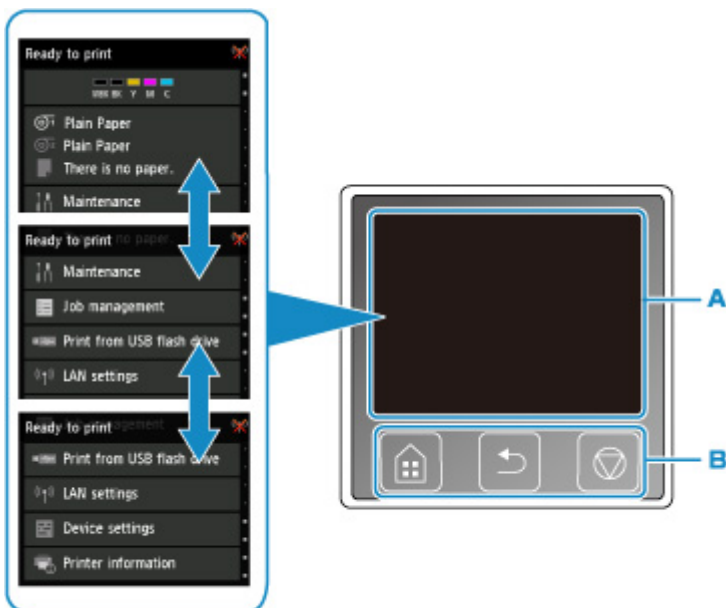 Ready to print
MBK BK Y M C
Plain Paper
Plain Paper
There is no paper.
Maintenance
Ready to print
Maintenance
Job management
Print from USB flash drive
LAN settings
Ready to print
Print from USB flash drive
LAN settings
Device settings
Printer information
A
B